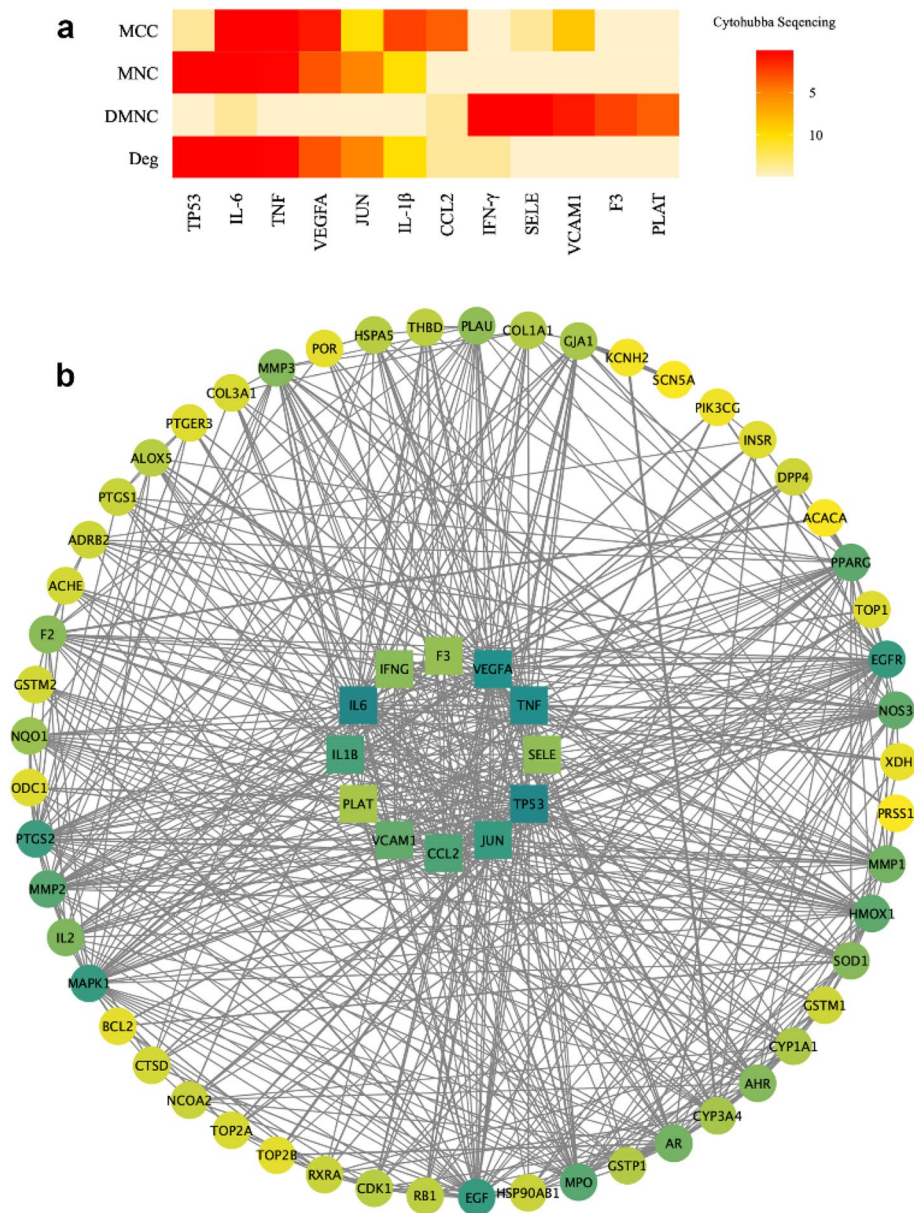 a
Cytohubba Seqencing
MCC
MNC
DMNC
Deg
5
10
TP53
IL-6
TNF
VEGFA
JUN
IL-1β
CCL2
IFN-γ
SELE
VCAM1
F3
PLAT
b
PLAU
COL1A1
GJA1
KCNH2
SCN5A
PIK3CG
INSR
DPP4
ACACA
PPARG
TOP1
EGFR
NOS3
XDH
PRSS1
MMP1
HMOX1
SOD1
GSTM1
CYP1A1
AHR
CYP3A4
AR
GSTP1
MPO
HSP90AB1
EGF
RB1
CDK1
RXRA
TOP2B
TOP2A
NCOA2
CTSD
BCL2
MAPK1
IL2
MMP2
PTGS2
ODC1
NQO1
GSTM2
F2
ACHE
ADRB2
PTGS1
ALOX5
PTGER3
COL3A1
MMP3
POR
HSPA5
THBD
F3
VEGFA
TNF
SELE
TP53
JUN
CCL2
VCAM1
PLAT
IL1B
IL6
IFNG